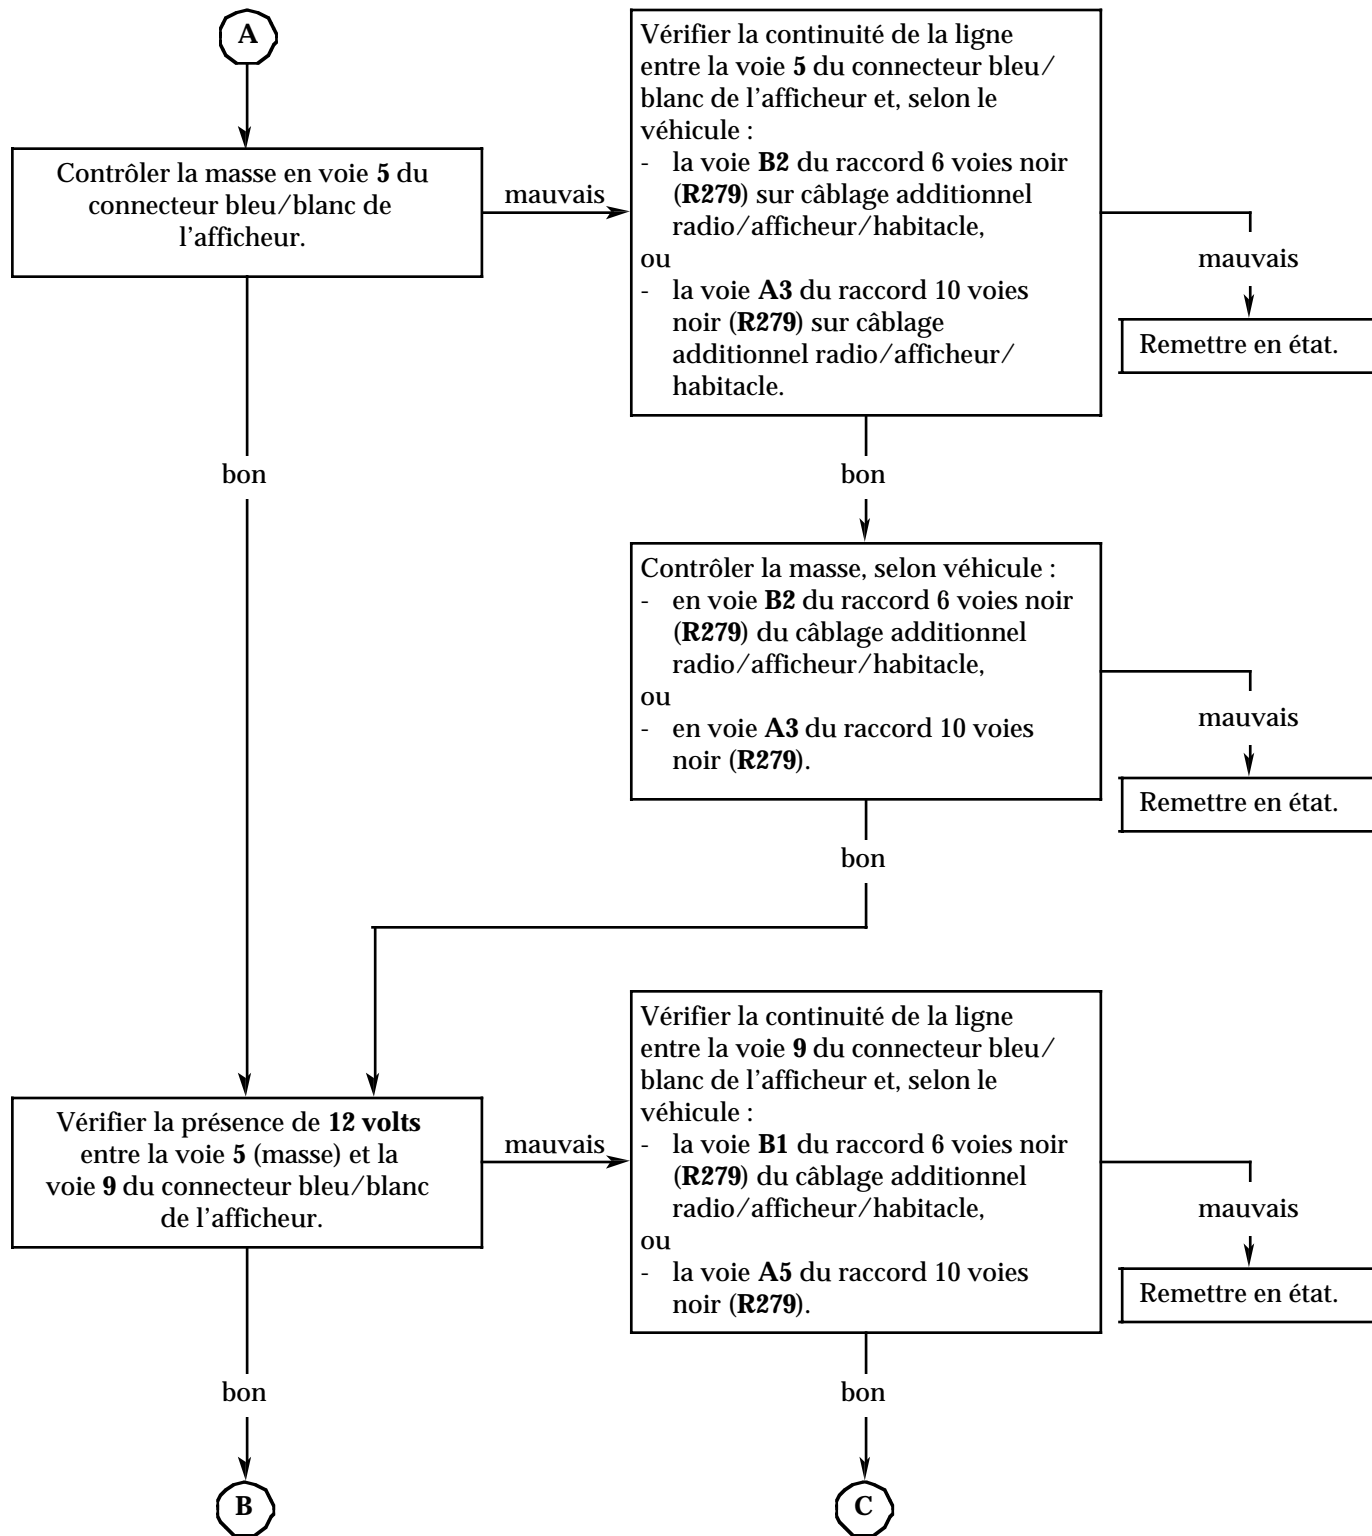 A
Contrôler la masse en voie 5 du
connecteur bleu/blanc de
l'afficheur.
mauvais
Vérifier la continuité de la ligne
entre la voie 5 du connecteur bleu/
blanc de l'afficheur et, selon le
véhicule :
- la voie B2 du raccord 6 voies noir
(R279) sur câblage additionnel
radio/afficheur/habitacle,
ou
- la voie A3 du raccord 10 voies
noir (R279) sur câblage
additionnel radio/afficheur/
habitacle.
mauvais
Remettre en état.
bon
bon
Contrôler la masse, selon véhicule :
- en voie B2 du raccord 6 voies noir
(R279) du câblage additionnel
radio/afficheur/habitacle,
ou
- en voie A3 du raccord 10 voies
noir (R279).
mauvais
Remettre en état.
bon
Vérifier la présence de 12 volts
entre la voie 5 (masse) et la
voie 9 du connecteur bleu/blanc
de l'afficheur.
mauvais
Vérifier la continuité de la ligne
entre la voie 9 du connecteur bleu/
blanc de l'afficheur et, selon le
véhicule :
- la voie B1 du raccord 6 voies noir
(R279) du câblage additionnel
radio/afficheur/habitacle,
ou
- la voie A5 du raccord 10 voies
noir (R279).
mauvais
Remettre en état.
bon
bon
B
C